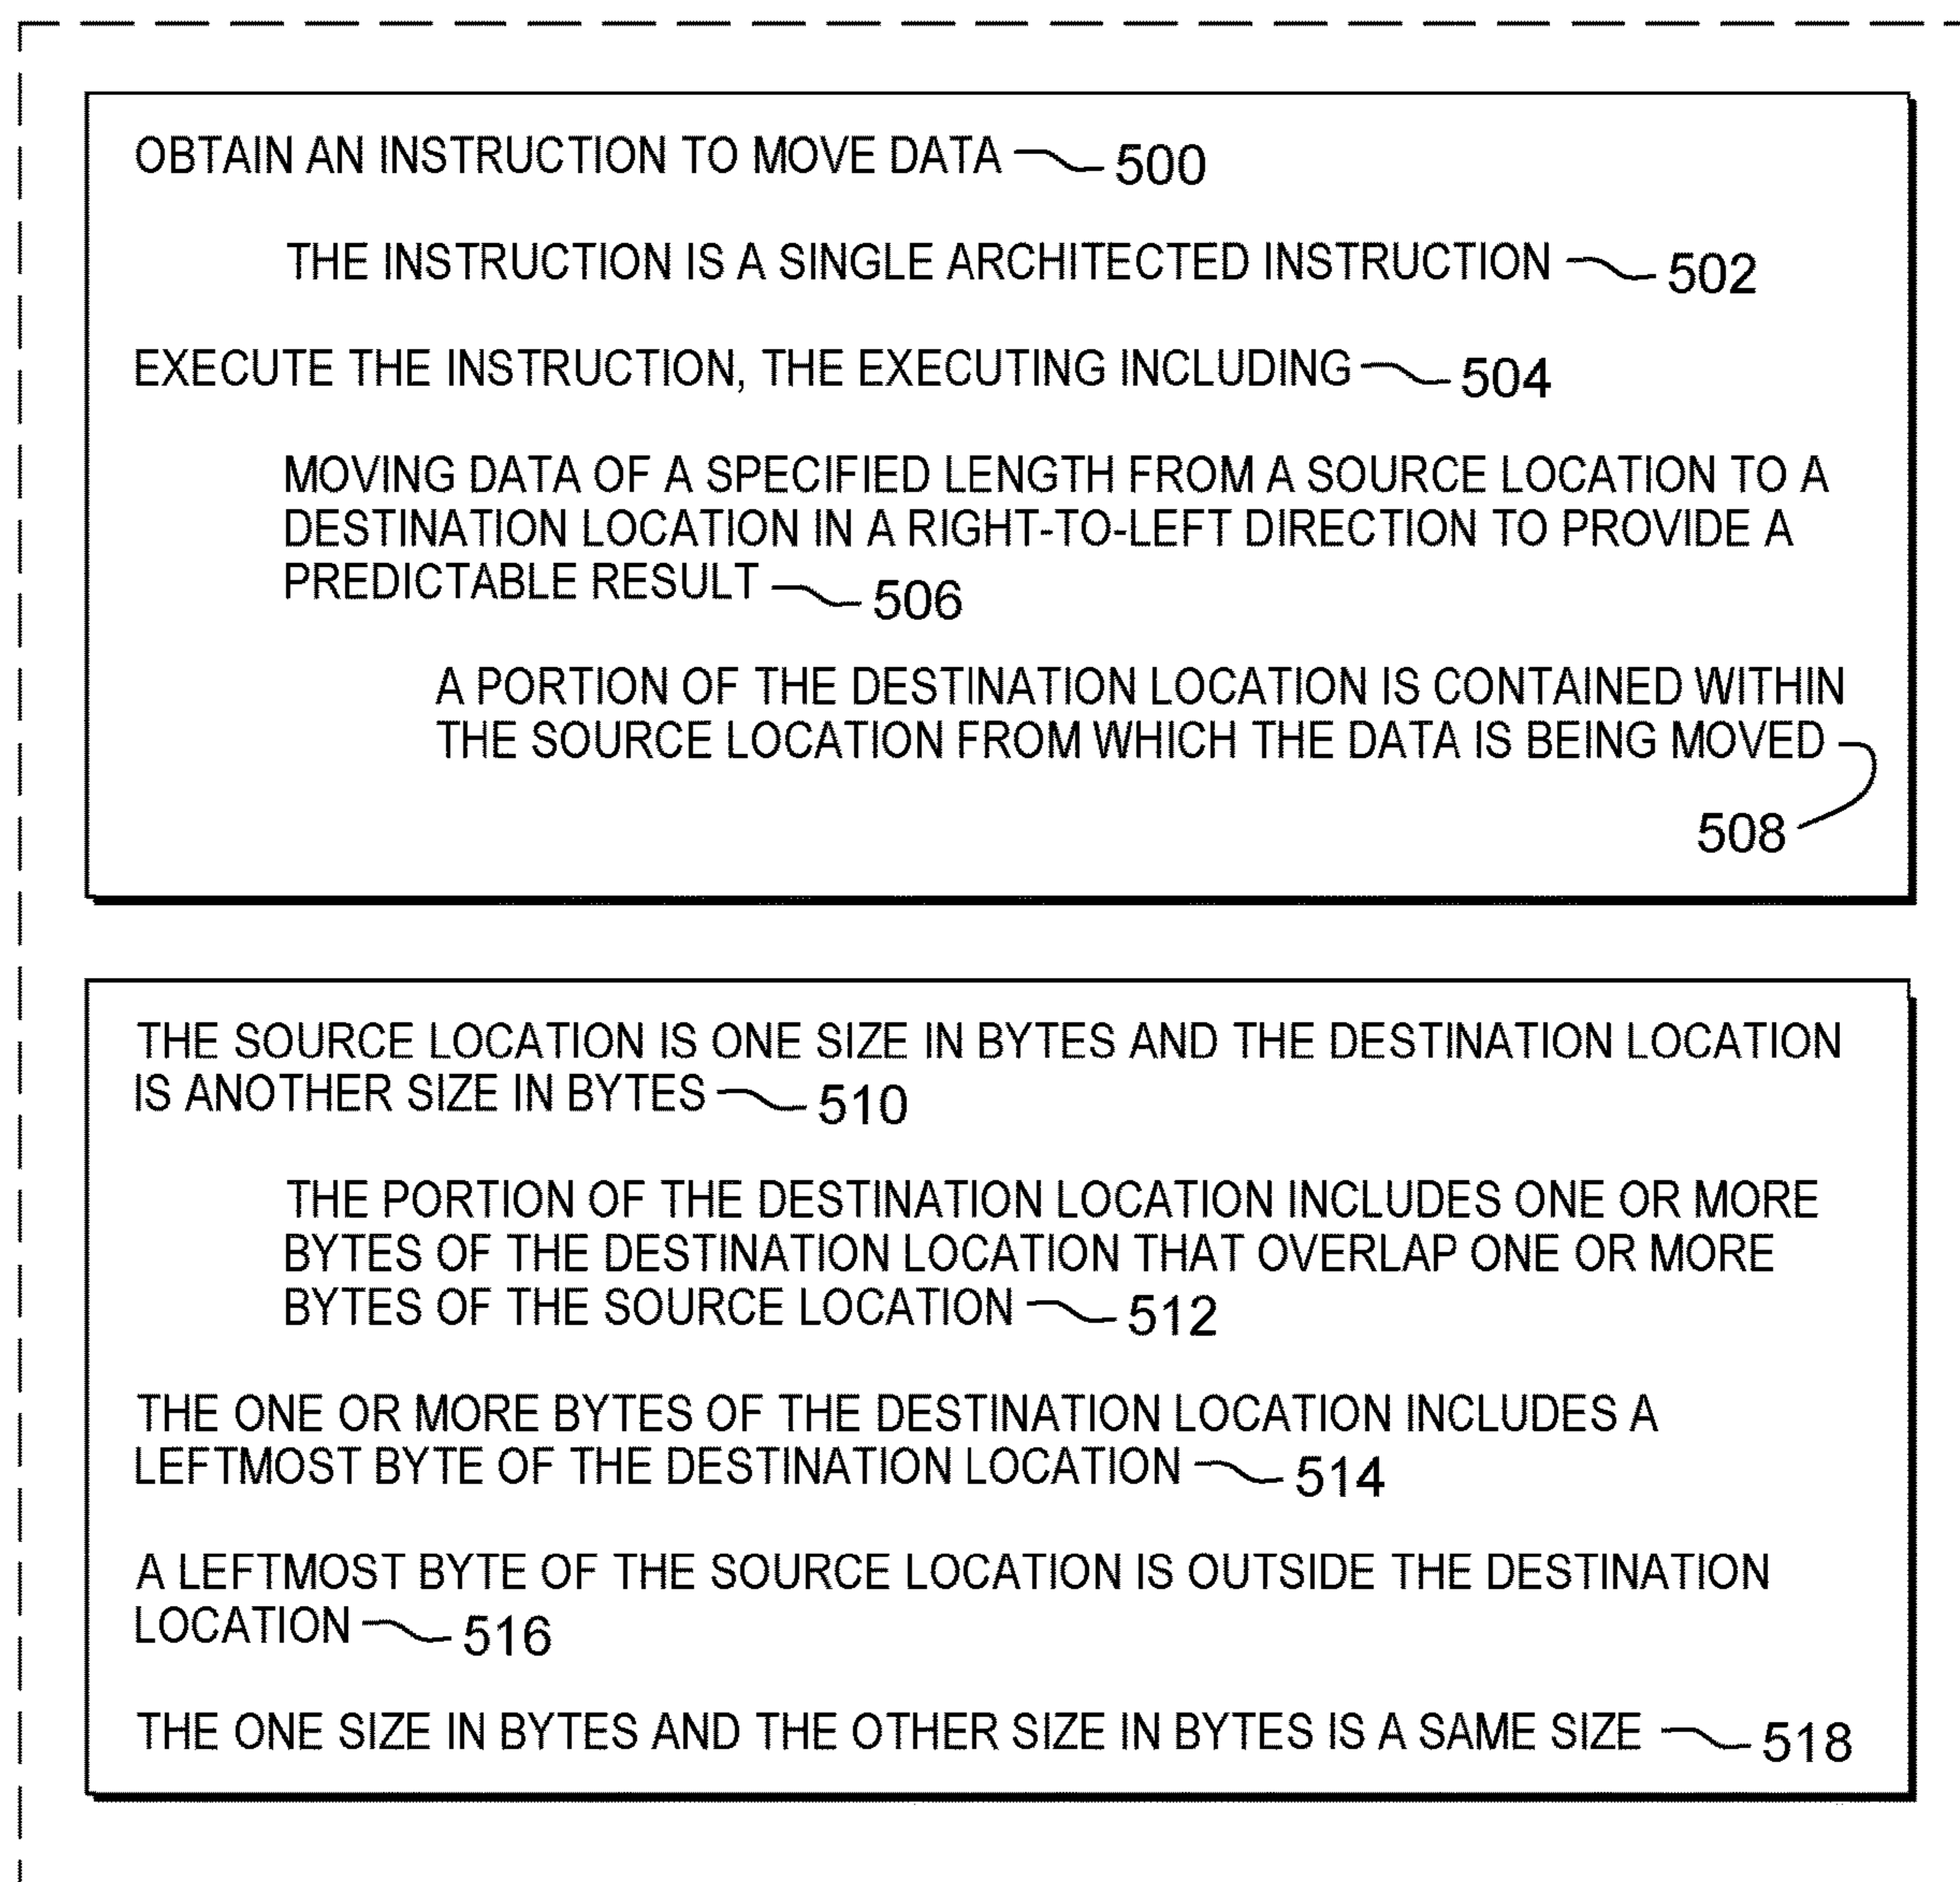 OBTAIN AN INSTRUCTION TO MOVE DATA 500
THE INSTRUCTION IS A SINGLE ARCHITECTED INSTRUCTION 502
EXECUTE THE INSTRUCTION, THE EXECUTING INCLUDING 504
MOVING DATA OF A SPECIFIED LENGTH FROM A SOURCE LOCATION TO A
DESTINATION LOCATION IN A RIGHT-TO-LEFT DIRECTION TO PROVIDE A
PREDICTABLE RESULT 506
A PORTION OF THE DESTINATION LOCATION IS CONTAINED WITHIN
THE SOURCE LOCATION FROM WHICH THE DATA IS BEING MOVED
508
THE SOURCE LOCATION IS ONE SIZE IN BYTES AND THE DESTINATION LOCATION
IS ANOTHER SIZE IN BYTES 510
THE PORTION OF THE DESTINATION LOCATION INCLUDES ONE OR MORE
BYTES OF THE DESTINATION LOCATION THAT OVERLAP ONE OR MORE
BYTES OF THE SOURCE LOCATION 512
THE ONE OR MORE BYTES OF THE DESTINATION LOCATION INCLUDES A
LEFTMOST BYTE OF THE DESTINATION LOCATION 514
A LEFTMOST BYTE OF THE SOURCE LOCATION IS OUTSIDE THE DESTINATION
LOCATION 516
THE ONE SIZE IN BYTES AND THE OTHER SIZE IN BYTES IS A SAME SIZE 518